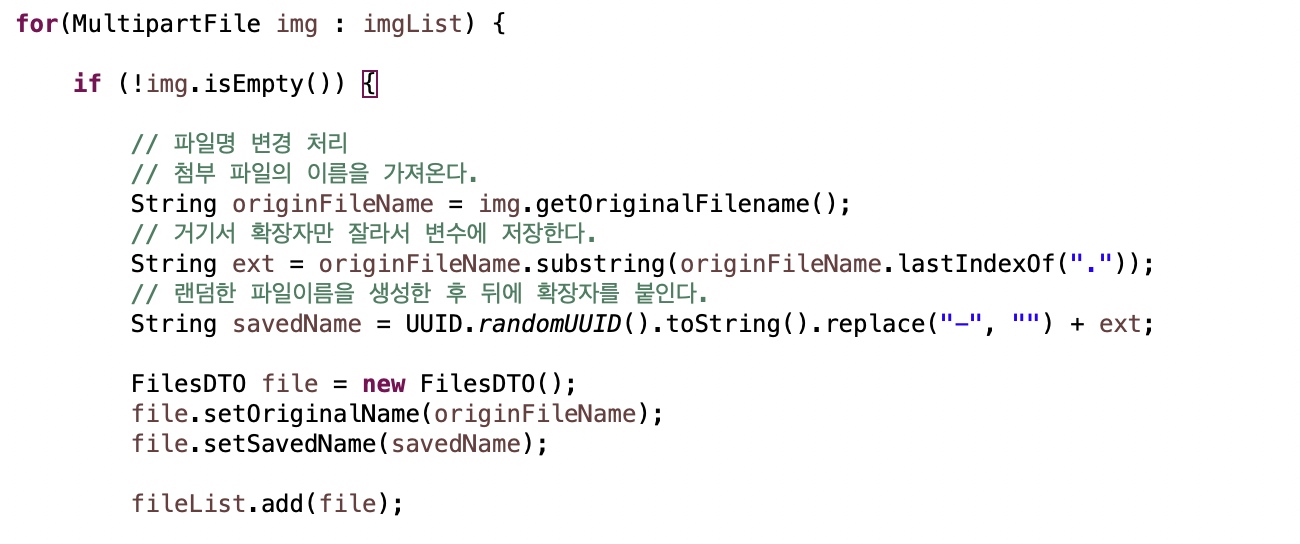 for(MultipartFile img : imgList) {
if (!img.isEmpty()) {
// 파일명 변경 처리
// 첨부 파일의 이름을 가져온다.
String originFileName = img.getOriginalFilename();
// 거기서 확장자만 잘라서 변수에 저장한다.
String ext = originFileName.substring(originFileName.lastIndexOf("."));
// 랜덤한 파일이름을 생성한 후 뒤에 확장자를 붙인다.
String savedName = UUID.randomUUID().toString().replace("-", "") + ext;
FilesDTO file = new FilesDTO();
file.setOriginalName(originFileName);
file.setSavedName(savedName);
fileList.add(file);